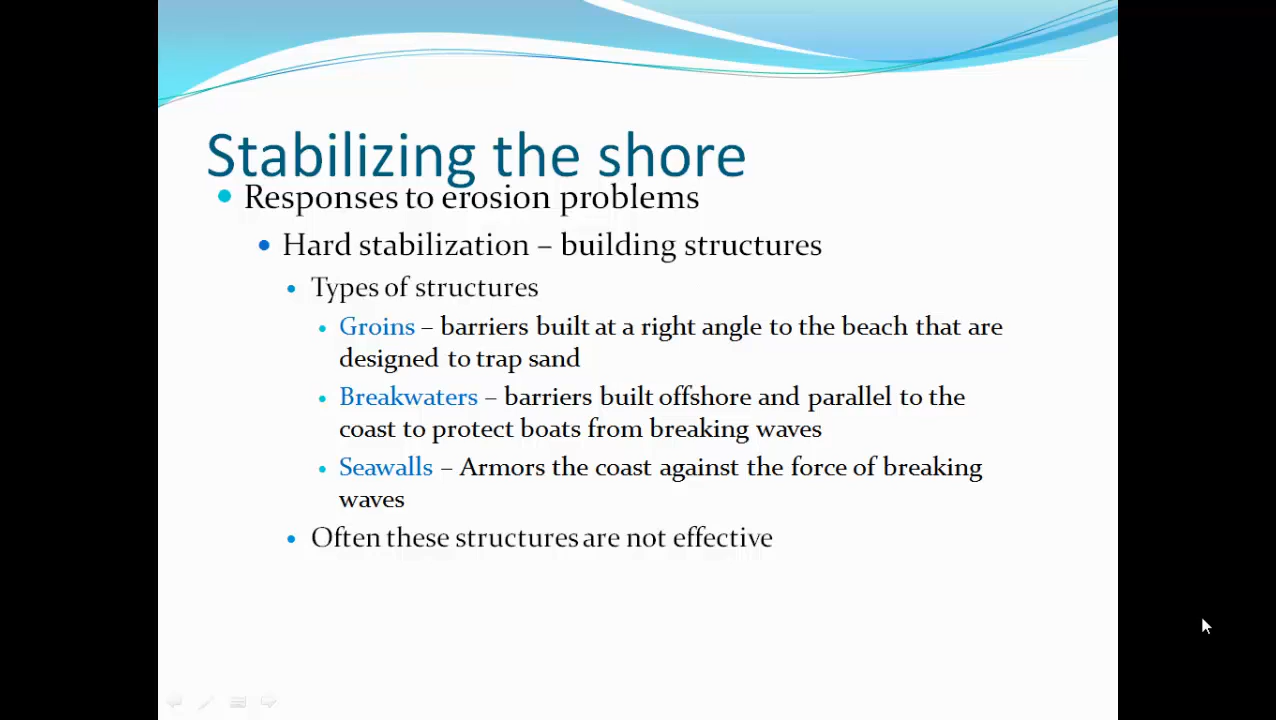 Stabilizing the shore
Responses to erosion problems
Hard stabilization – building structures
Types of structures
Groins – barriers built at a right angle to the beach that are
designed to trap sand
Breakwaters – barriers built offshore and parallel to the
coast to protect boats from breaking waves
Seawalls – Armors the coast against the force of breaking
waves
Often these structures are not effective